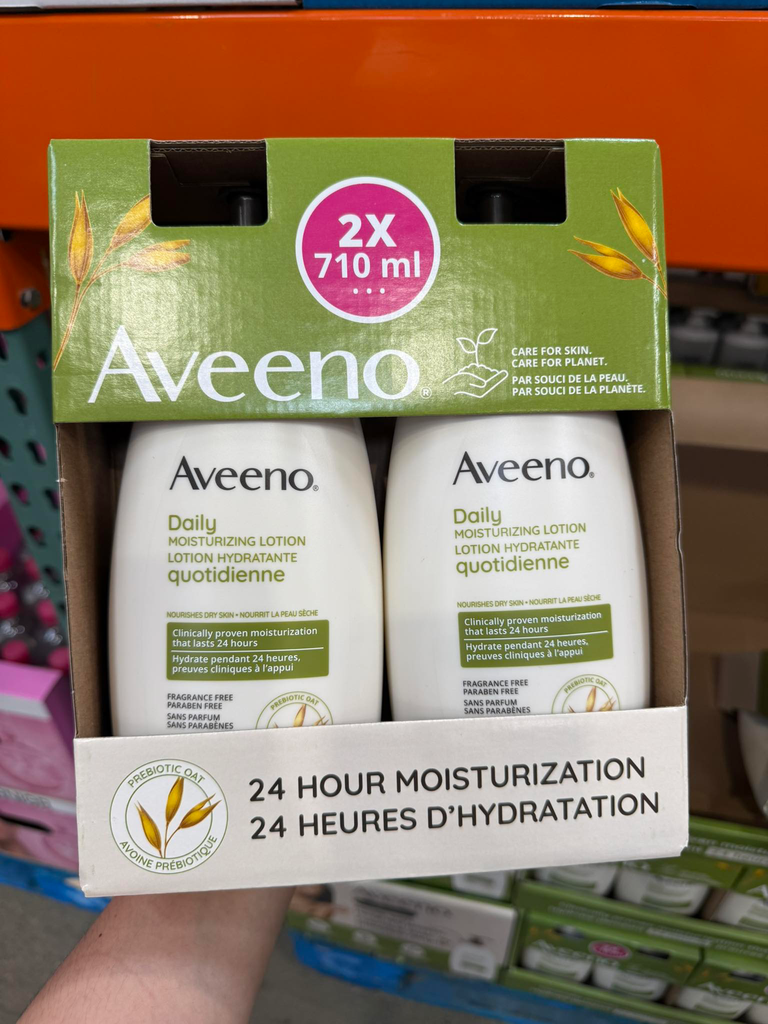 2X
710 ml
AVEENO®
CARE FOR SKIN.
CARE FOR PLANET.
PAR SOUCI DE LA PEAU.
PAR SOUCI DE LA PLANÈTE.
AVEENO®
Daily
MOISTURIZING LOTION
LOTION HYDRATANTE
quotidienne
NOURISHES DRY SKIN • NOURRIT LA PEAU SÈCHE
Clinically proven moisturization
that lasts 24 hours
Hydrate pendant 24 heures,
preuves cliniques à l'appui
FRAGRANCE FREE
PARABEN FREE
SANS PARFUM
SANS PARABÈNES
PREBIOTIC OAT
AVEENO®
Daily
MOISTURIZING LOTION
LOTION HYDRATANTE
quotidienne
NOURISHES DRY SKIN • NOURRIT LA PEAU SÈCHE
Clinically proven moisturization
that lasts 24 hours
Hydrate pendant 24 heures,
preuves cliniques à l'appui
FRAGRANCE FREE
PARABEN FREE
SANS PARFUM
SANS PARABÈNES
PREBIOTIC OAT
PREBIOTIC OAT
AVOINE PRÉBIOTIQUE
24 HOUR MOISTURIZATION
24 HEURES D'HYDRATATION